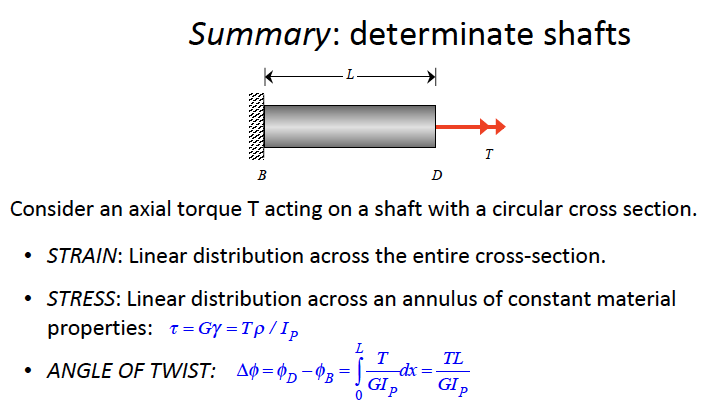 Summary: determinate shafts
L
T
B D
Consider an axial torque T acting on a shaft with a circular cross section.
• STRAIN: Linear distribution across the entire cross-section.
• STRESS: Linear distribution across an annulus of constant material
properties: τ = Gγ = Tρ / I_P
• ANGLE OF TWIST: Δϕ = ϕ_D − ϕ_B = ∫_0^L T/(GI_P) dx = TL/(GI_P)